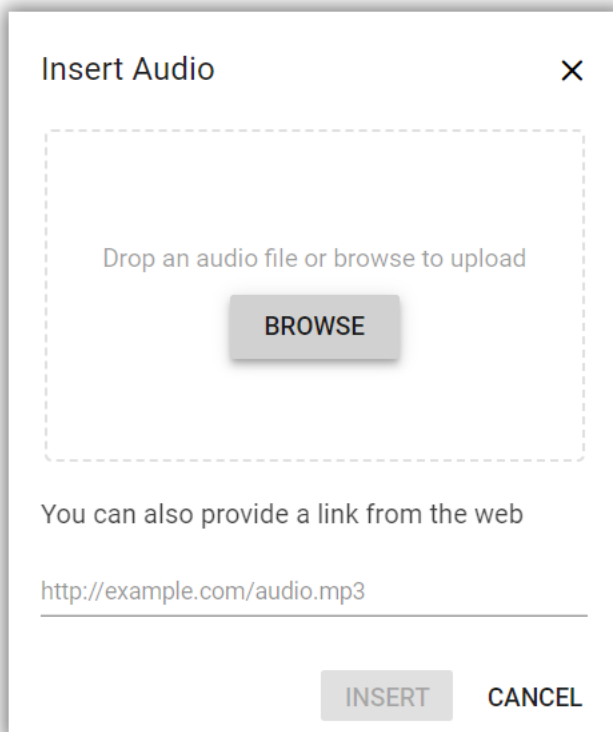 Insert Audio
Drop an audio file or browse to upload
BROWSE
You can also provide a link from the web
http://example.com/audio.mp3
INSERT CANCEL